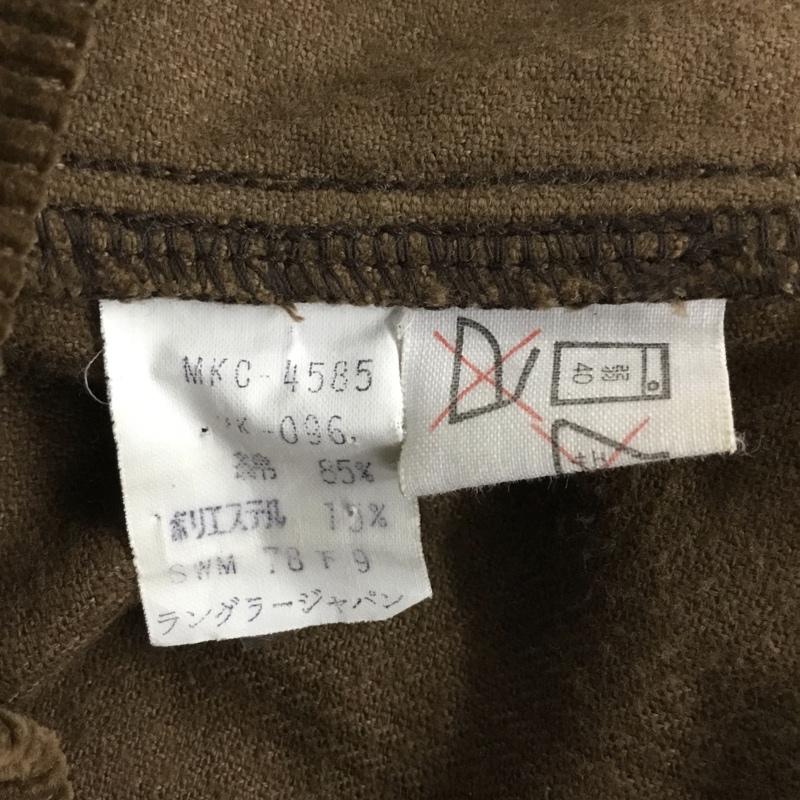 MKC-4585
-096
綿 85%
ポリエステル 15%
SWM 78 F 9
ラングラージャパン
弱
40